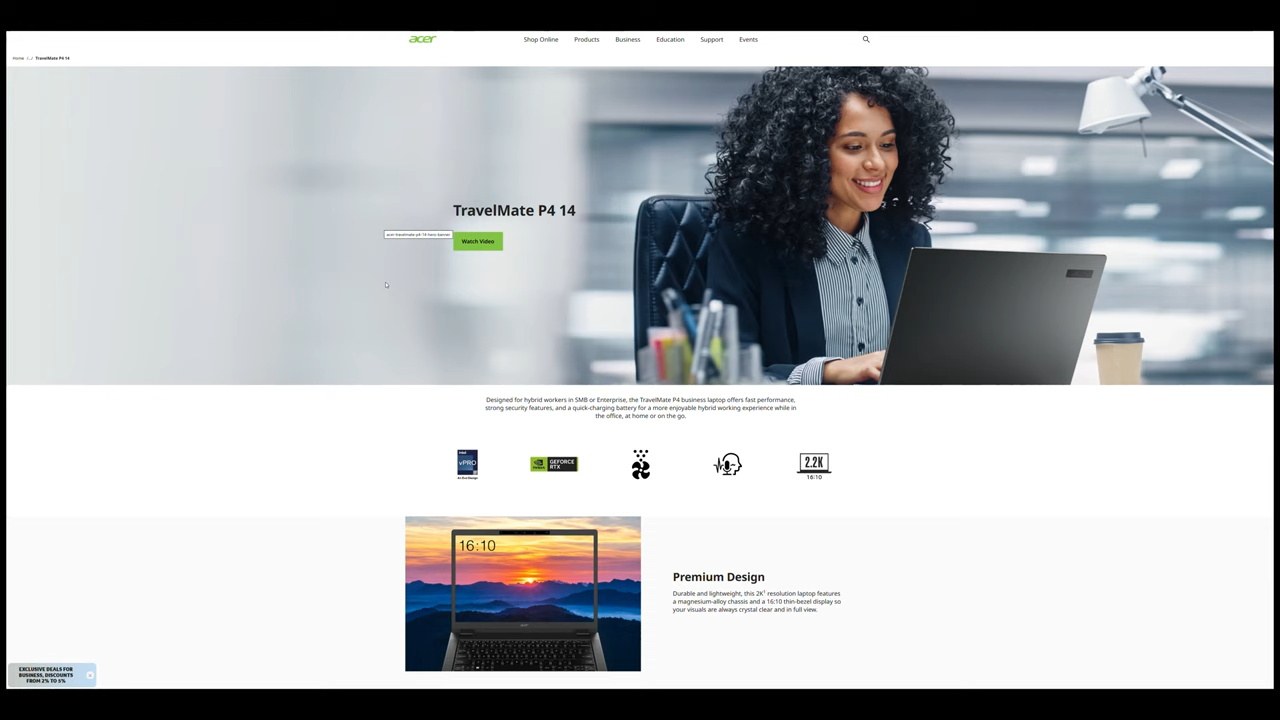 acer
Shop Online Products Business Education Support Events
Home /../ TravelMate P4 14
TravelMate P4 14
acer-travelmate-p4-14-hero-banner
Watch Video
Designed for hybrid workers in SMB or Enterprise, the TravelMate P4 business laptop offers fast performance,
strong security features, and a quick-charging battery for a more enjoyable hybrid working experience while in
the office, at home or on the go.
intel
vPRO
An Evo Design
NVIDIA
GEFORCE
RTX
2.2K
16:10
16:10
acer
Premium Design
Durable and lightweight, this 2K¹ resolution laptop features
a magnesium-alloy chassis and a 16:10 thin-bezel display so
your visuals are always crystal clear and in full view.
EXCLUSIVE DEALS FOR
BUSINESS, DISCOUNTS
FROM 2% TO 5%